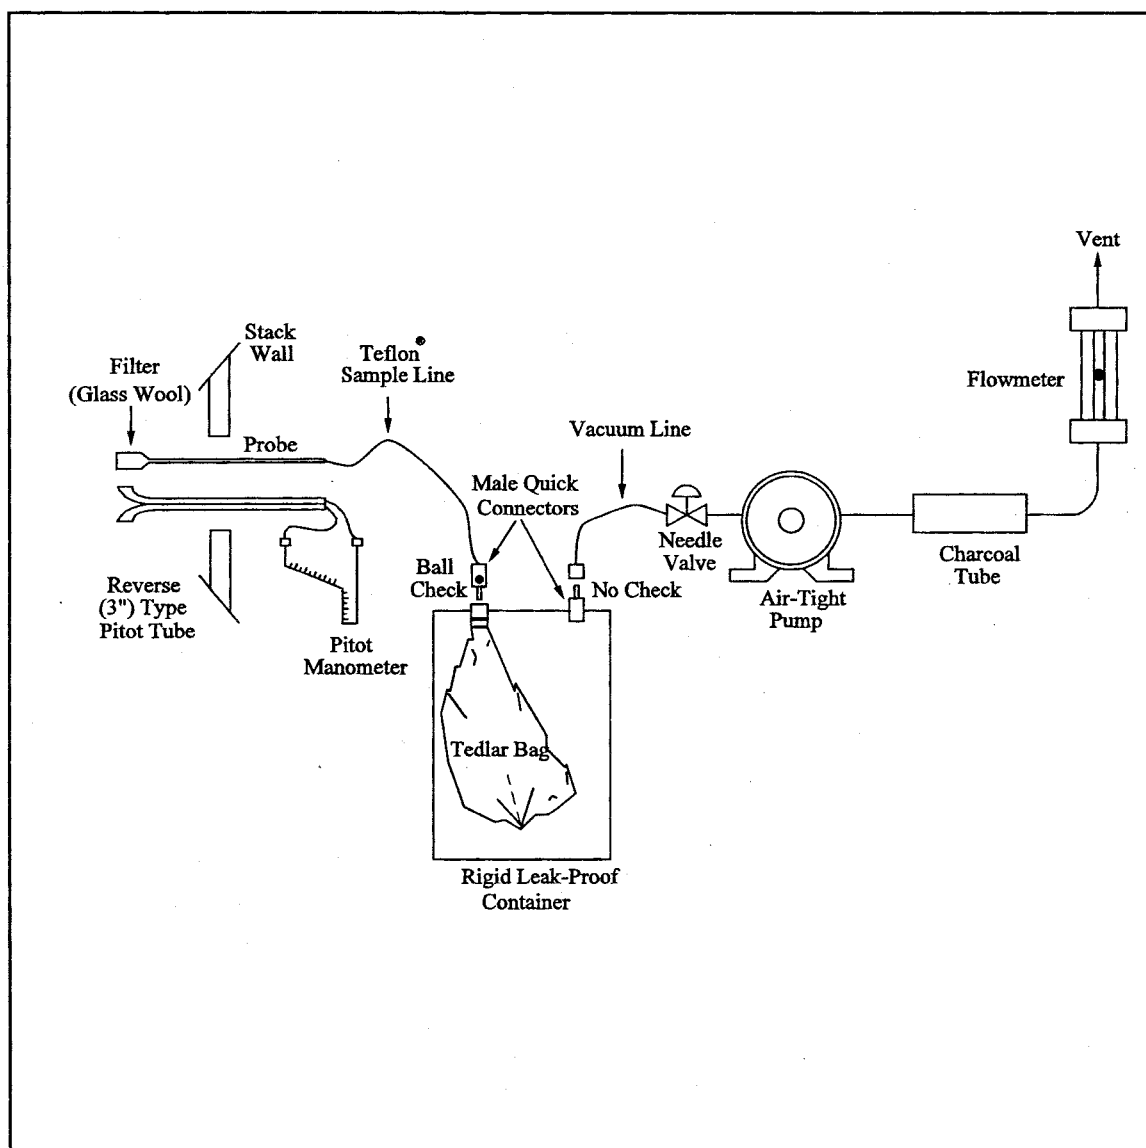 Vent
Flowmeter
Stack
Wall
Filter
(Glass Wool)
Teflon®
Sample Line
Probe
Vacuum Line
Male Quick
Connectors
Needle
Valve
Charcoal
Tube
Ball
Check
No Check
Air-Tight
Pump
Reverse
(3") Type
Pitot Tube
Pitot
Manometer
Tedlar Bag
Rigid Leak-Proof
Container